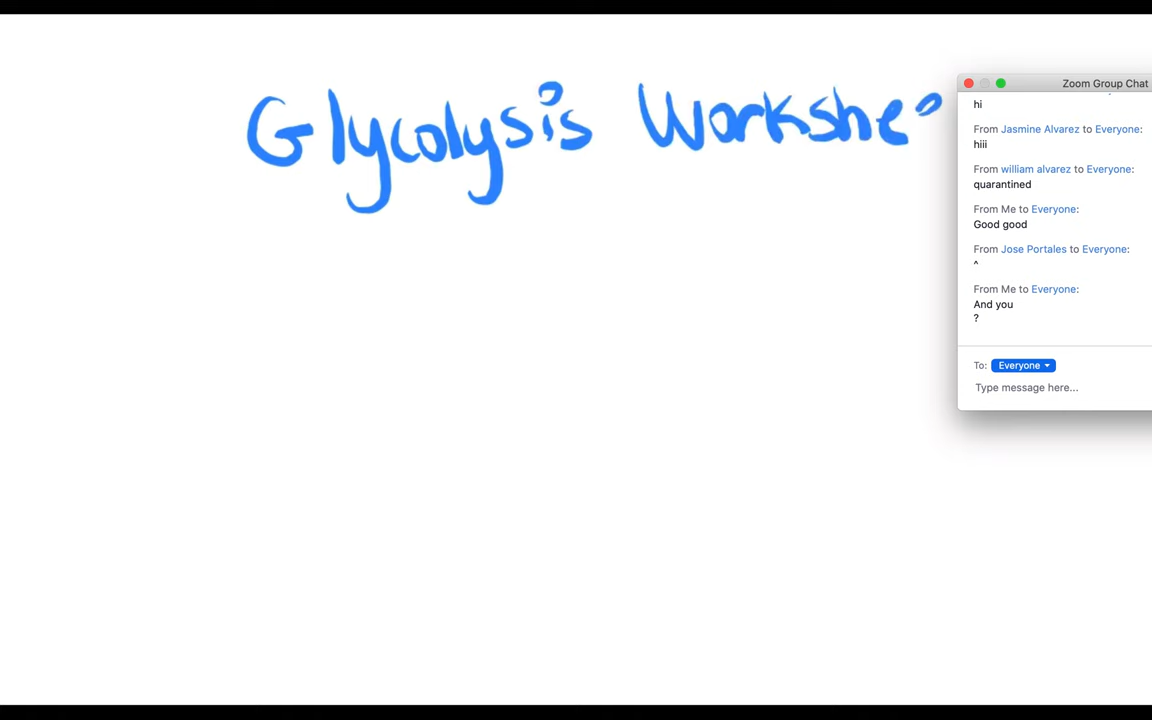 Glycolysis Workshe
Zoom Group Chat
hi
From Jasmine Alvarez to Everyone:
hiii
From william alvarez to Everyone:
quarantined
From Me to Everyone:
Good good
From Jose Portales to Everyone:
^
From Me to Everyone:
And you
?
To: Everyone
Type message here...